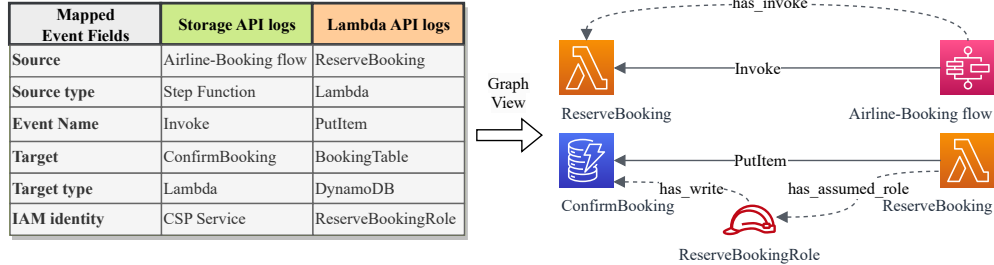 Mapped
Event Fields
Storage API logs
Lambda API logs
Source
Airline-Booking flow
ReserveBooking
Source type
Step Function
Lambda
Event Name
Invoke
PutItem
Target
ConfirmBooking
BookingTable
Target type
Lambda
DynamoDB
IAM identity
CSP Service
ReserveBookingRole
Graph
View
has_invoke
Invoke
ReserveBooking
Airline-Booking flow
PutItem
has_write
has_assumed_role
ConfirmBooking
ReserveBooking
ReserveBookingRole